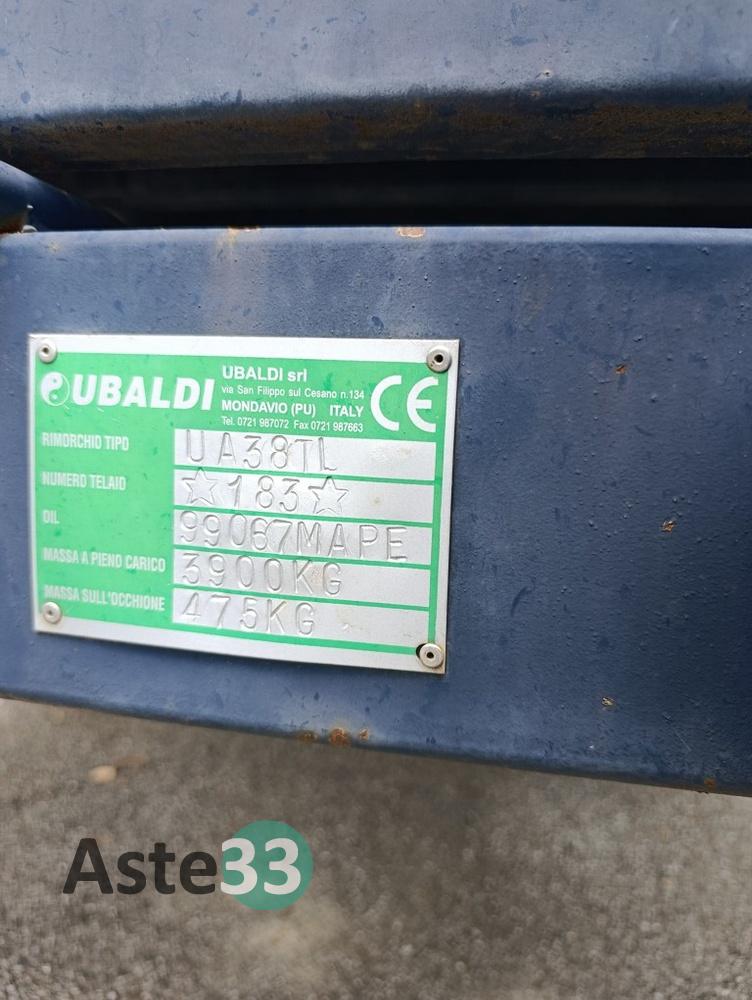 UBALDI
UBALDI srl
via San Filippo sul Cesano n.134
MONDAVIO (PU) ITALY
Tel. 0721 987072 Fax 0721 987663
CE
RIMORCHIO TIPO UA38TL
NUMERO TELAIO ☆183☆
DIL 99067MAPE
MASSA A PIENO CARICO 3900KG
MASSA SULL'OCCHIONE 475KG
Aste33